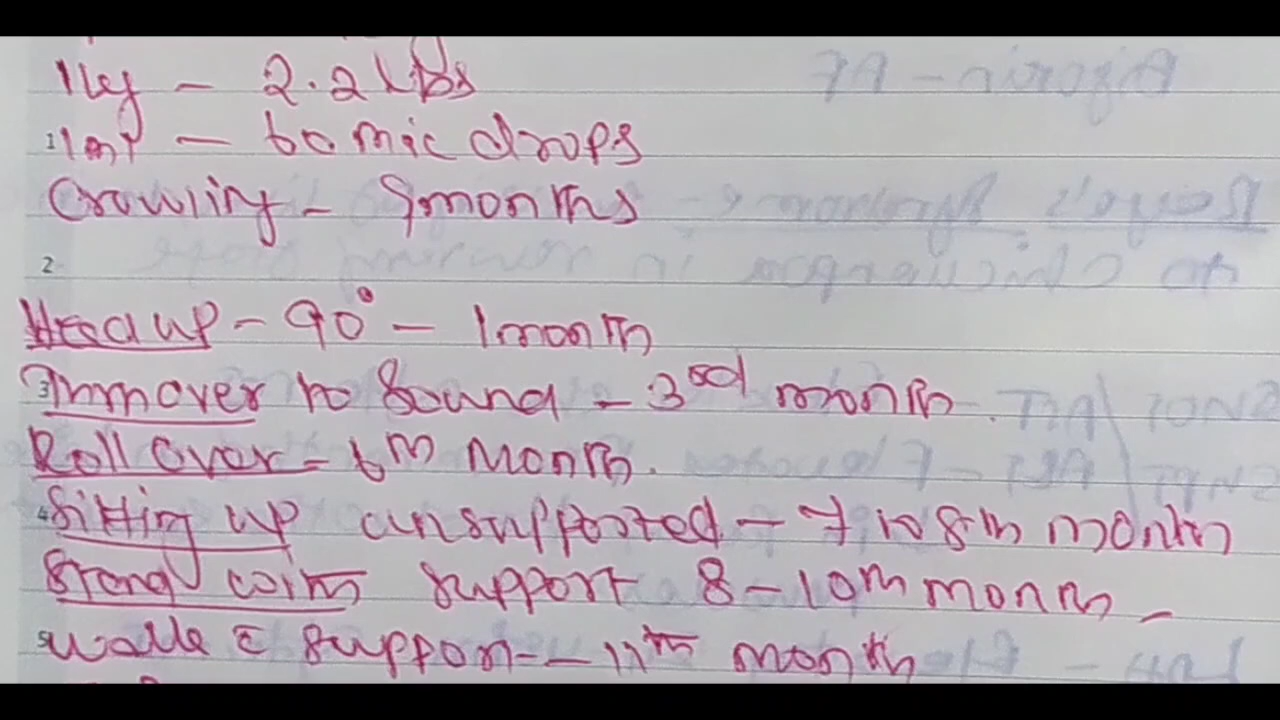 1kg - 2.2 lbs
1ml - 60 mic drops
Crawling - 9 months
Head up - 90° - 1 month
Turn over to sound - 3rd month.
Roll over - 6th month.
Sitting up unsupported - 7 to 8th month
Stand with support 8 - 10th month -
walk c̄ support - 11th month